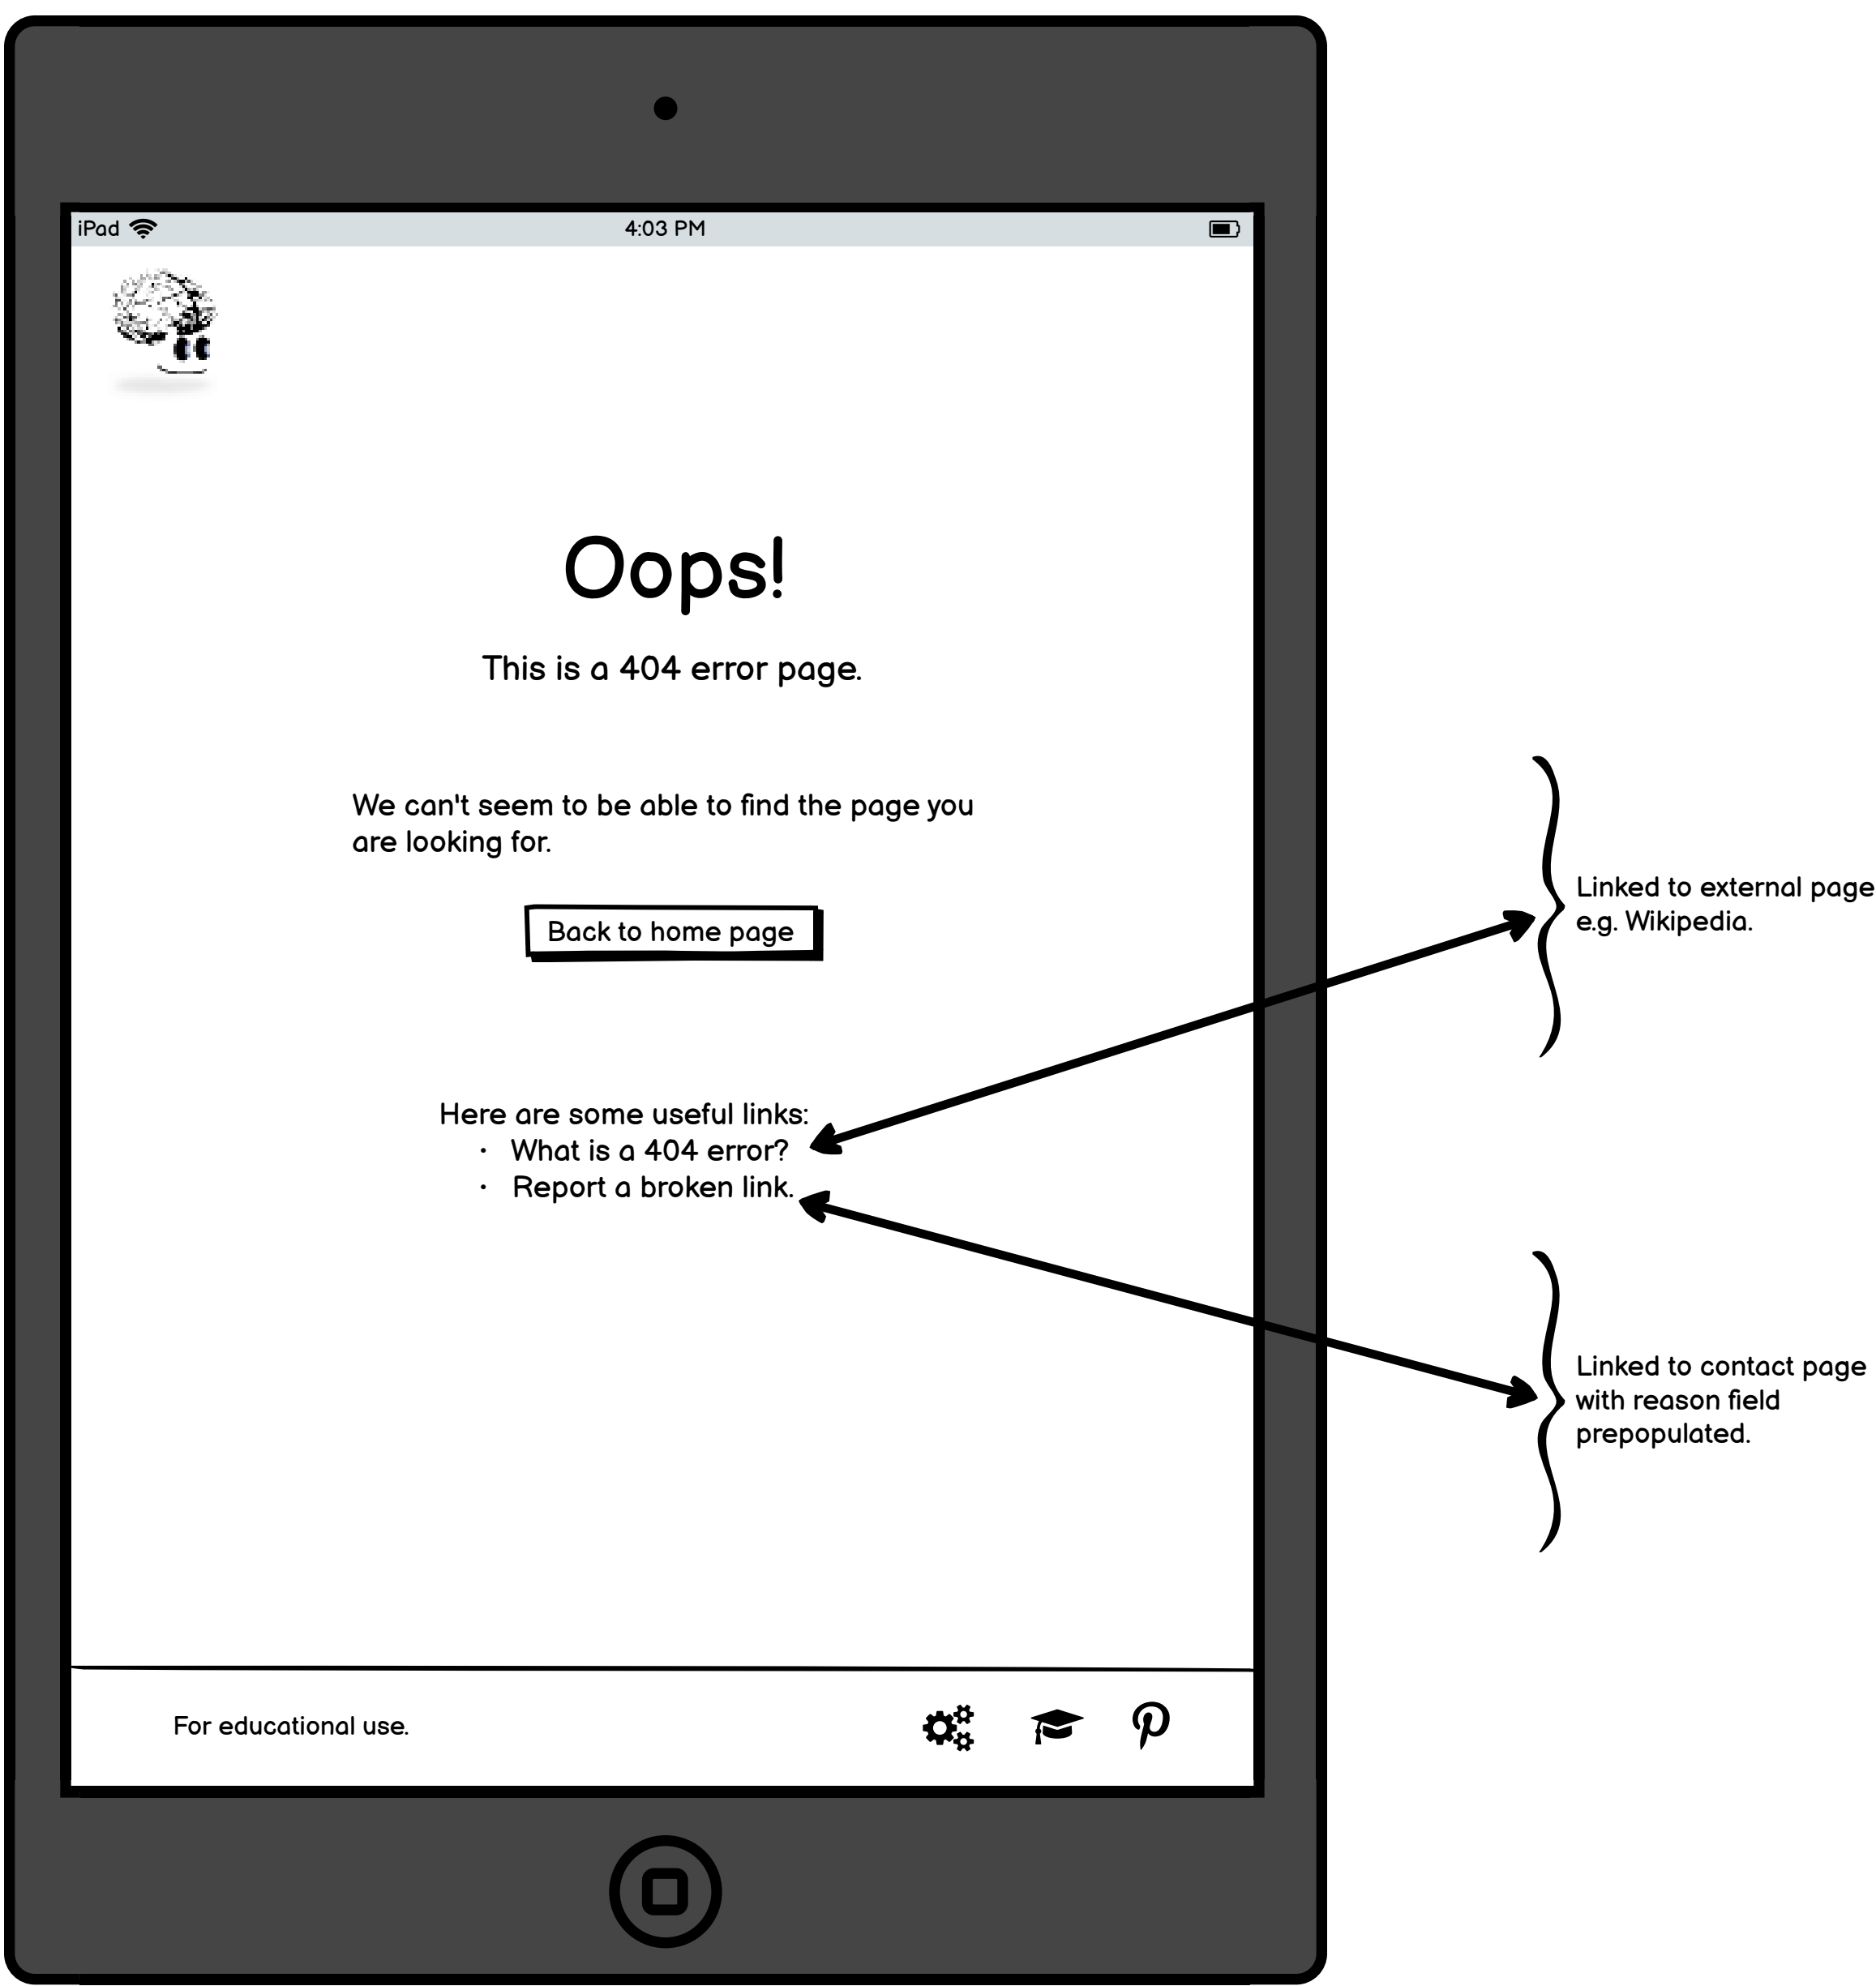 iPad
4:03 PM
Oops!
This is a 404 error page.
We can't seem to be able to find the page you
are looking for.
Back to home page
Here are some useful links:
• What is a 404 error?
• Report a broken link.
Linked to external page
e.g. Wikipedia.
Linked to contact page
with reason field
prepopulated.
For educational use.